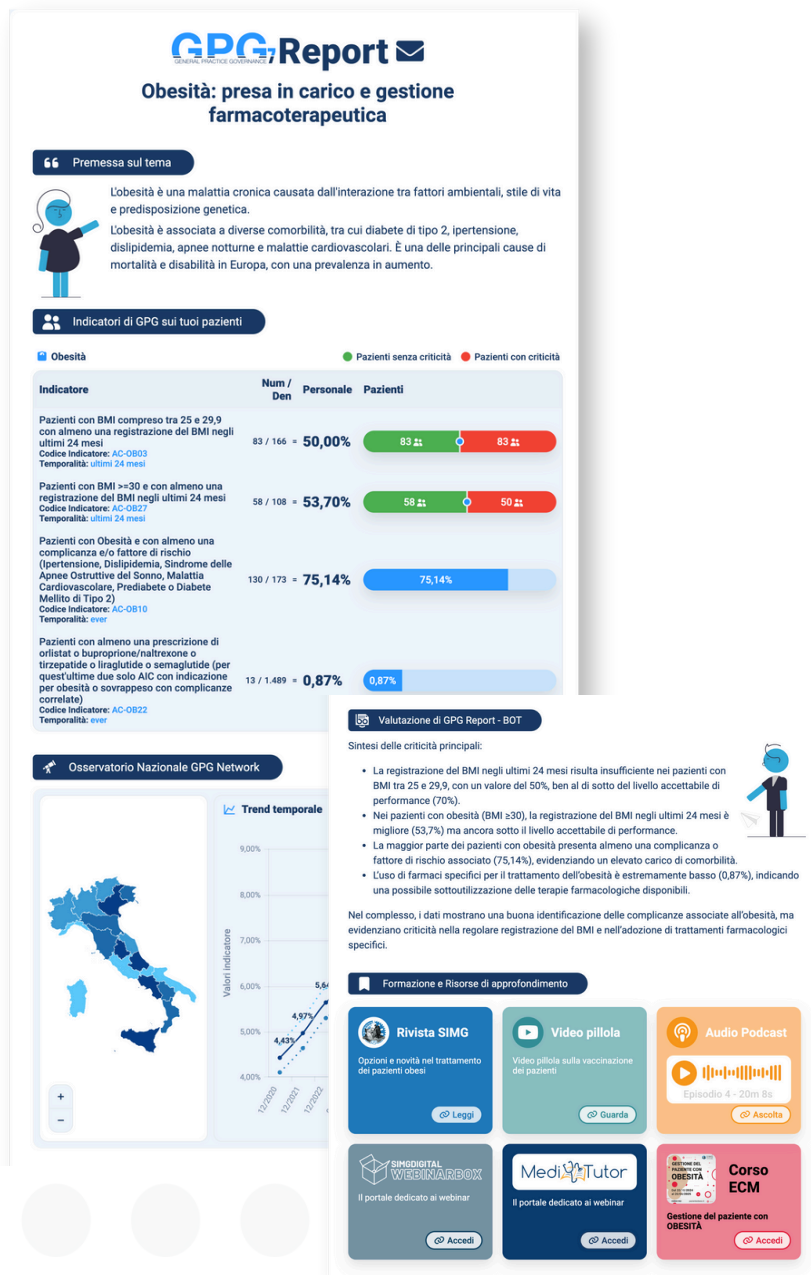 GPG Report
GENERAL PRACTICE GOVERNANCE
Obesità: presa in carico e gestione
farmacoterapeutica
Premessa sul tema
L'obesità è una malattia cronica causata dall'interazione tra fattori ambientali, stile di vita
e predisposizione genetica.
L'obesità è associata a diverse comorbilità, tra cui diabete di tipo 2, ipertensione,
dislipidemia, apnee notturne e malattie cardiovascolari. È una delle principali cause di
mortalità e disabilità in Europa, con una prevalenza in aumento.
Indicatori di GPG sui tuoi pazienti
Obesità
Pazienti senza criticità Pazienti con criticità
Indicatore Num / Den Personale Pazienti
Pazienti con BMI compreso tra 25 e 29,9
con almeno una registrazione del BMI negli
ultimi 24 mesi
Codice Indicatore: AC-OB03
Temporalità: ultimi 24 mesi
83 / 166 = 50,00% 83 83
Pazienti con BMI >=30 e con almeno una
registrazione del BMI negli ultimi 24 mesi
Codice Indicatore: AC-OB27
Temporalità: ultimi 24 mesi
58 / 108 = 53,70% 58 50
Pazienti con Obesità e con almeno una
complicanza e/o fattore di rischio
(Ipertensione, Dislipidemia, Sindrome delle
Apnee Ostruttive del Sonno, Malattia
Cardiovascolare, Prediabete o Diabete
Mellito di Tipo 2)
Codice Indicatore: AC-OB10
Temporalità: ever
130 / 173 = 75,14% 75,14%
Pazienti con almeno una prescrizione di
orlistat o buproprione/naltrexone o
tirzepatide o liraglutide o semaglutide (per
quest'ultime due solo AIC con indicazione
per obesità o sovrappeso con complicanze
correlate)
Codice Indicatore: AC-OB22
Temporalità: ever
13 / 1.489 = 0,87% 0,87%
Osservatorio Nazionale GPG Network
+
−
Trend temporale
Valori indicatore
9,00%
8,00%
7,00%
6,00%
5,00%
4,00%
4,43%
4,97%
5,64
12/2020
12/2021
12/2022
Valutazione di GPG Report - BOT
Sintesi delle criticità principali:
• La registrazione del BMI negli ultimi 24 mesi risulta insufficiente nei pazienti con
BMI tra 25 e 29,9, con un valore del 50%, ben al di sotto del livello accettabile di
performance (70%).
• Nei pazienti con obesità (BMI ≥30), la registrazione del BMI negli ultimi 24 mesi è
migliore (53,7%) ma ancora sotto il livello accettabile di performance.
• La maggior parte dei pazienti con obesità presenta almeno una complicanza o
fattore di rischio associato (75,14%), evidenziando un elevato carico di comorbilità.
• L'uso di farmaci specifici per il trattamento dell'obesità è estremamente basso (0,87%), indicando
una possibile sottoutilizzazione delle terapie farmacologiche disponibili.
Nel complesso, i dati mostrano una buona identificazione delle complicanze associate all'obesità, ma
evidenziano criticità nella regolare registrazione del BMI e nell'adozione di trattamenti farmacologici
specifici.
Formazione e Risorse di approfondimento
Rivista SIMG
Opzioni e novità nel trattamento
dei pazienti obesi
Leggi
Video pillola
Video pillola sulla vaccinazione
dei pazienti
Guarda
Audio Podcast
Episodio 4 - 20m 8s
Ascolta
SIMGDIGITAL
WEBINARBOX
Il portale dedicato ai webinar
Accedi
MediTutor
Il portale dedicato ai webinar
Accedi
GESTIONE DEL
PAZIENTE CON
OBESITÀ
Corso
ECM
Gestione del paziente con
OBESITÀ
Accedi